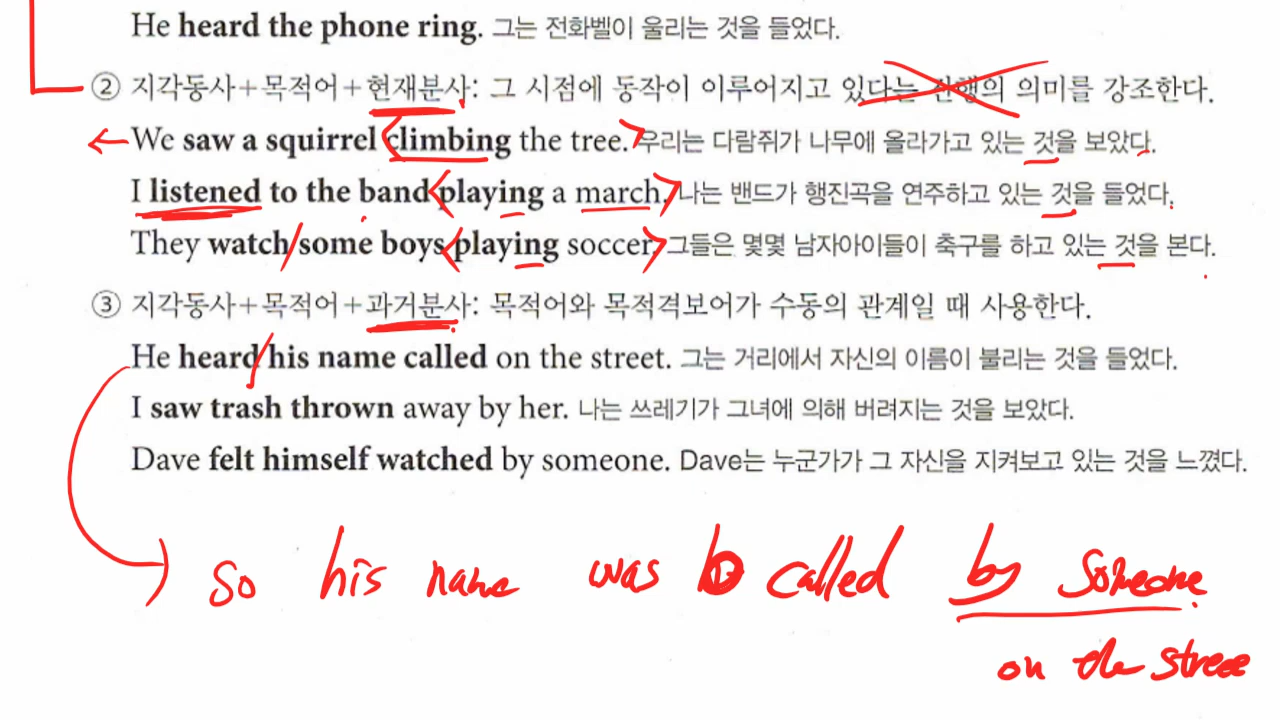 He heard the phone ring. 그는 전화벨이 울리는 것을 들었다.
② 지각동사+목적어+현재분사: 그 시점에 동작이 이루어지고 있다는 진행의 의미를 강조한다.
We saw a squirrel climbing the tree. 우리는 다람쥐가 나무에 올라가고 있는 것을 보았다.
I listened to the band playing a march. 나는 밴드가 행진곡을 연주하고 있는 것을 들었다.
They watch some boys playing soccer. 그들은 몇몇 남자아이들이 축구를 하고 있는 것을 본다.
③ 지각동사+목적어+과거분사: 목적어와 목적격보어가 수동의 관계일 때 사용한다.
He heard his name called on the street. 그는 거리에서 자신의 이름이 불리는 것을 들었다.
I saw trash thrown away by her. 나는 쓰레기가 그녀에 의해 버려지는 것을 보았다.
Dave felt himself watched by someone. Dave는 누군가가 그 자신을 지켜보고 있는 것을 느꼈다.
so his name was called by someone
on the stree